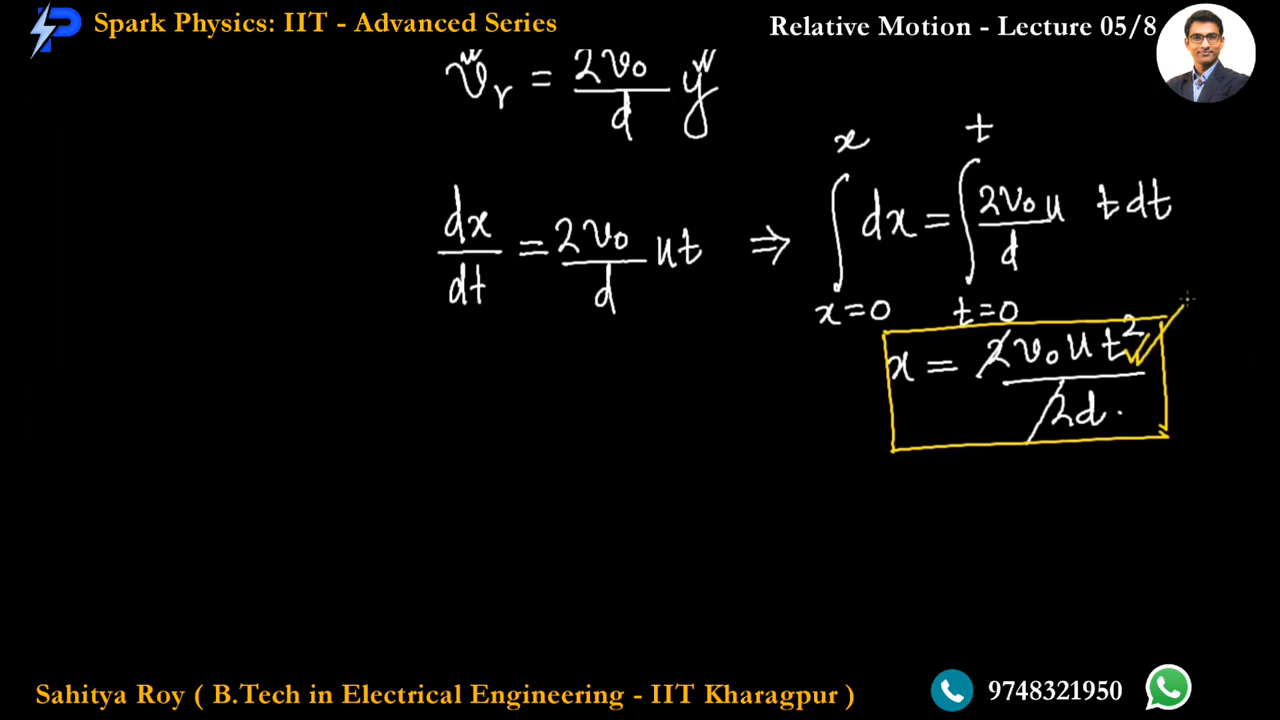 Spark Physics: IIT - Advanced Series
Relative Motion - Lecture 05/8
v_r = 2v₀/d y
dx/dt = 2v₀/d ut ⇒ ∫_{x=0}^{x} dx = ∫_{t=0}^{t} 2v₀u/d t dt
x = 2v₀ut²/2d.
Sahitya Roy ( B.Tech in Electrical Engineering - IIT Kharagpur )
9748321950